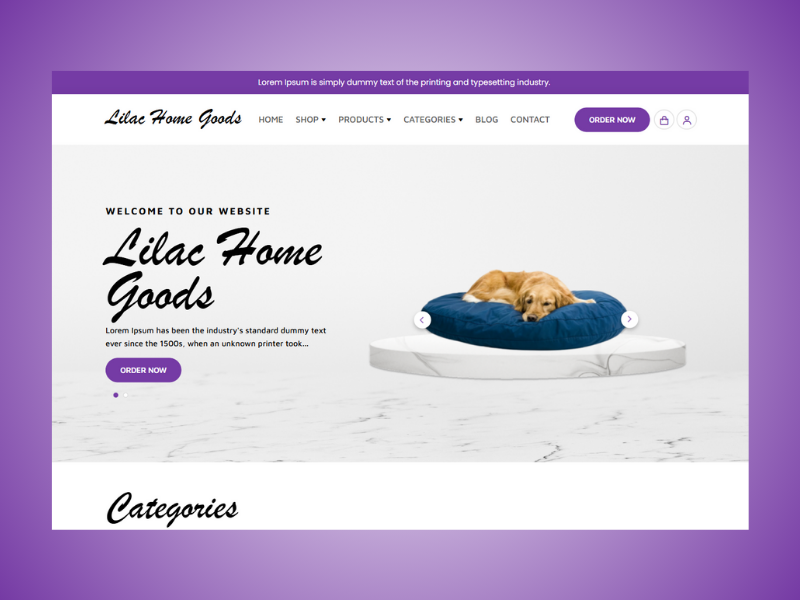 Lorem Ipsum is simply dummy text of the printing and typesetting industry.
Lilac Home Goods HOME SHOP PRODUCTS CATEGORIES BLOG CONTACT ORDER NOW
WELCOME TO OUR WEBSITE
Lilac Home
Goods
Lorem Ipsum has been the industry's standard dummy text
ever since the 1500s, when an unknown printer took...
ORDER NOW
Categories